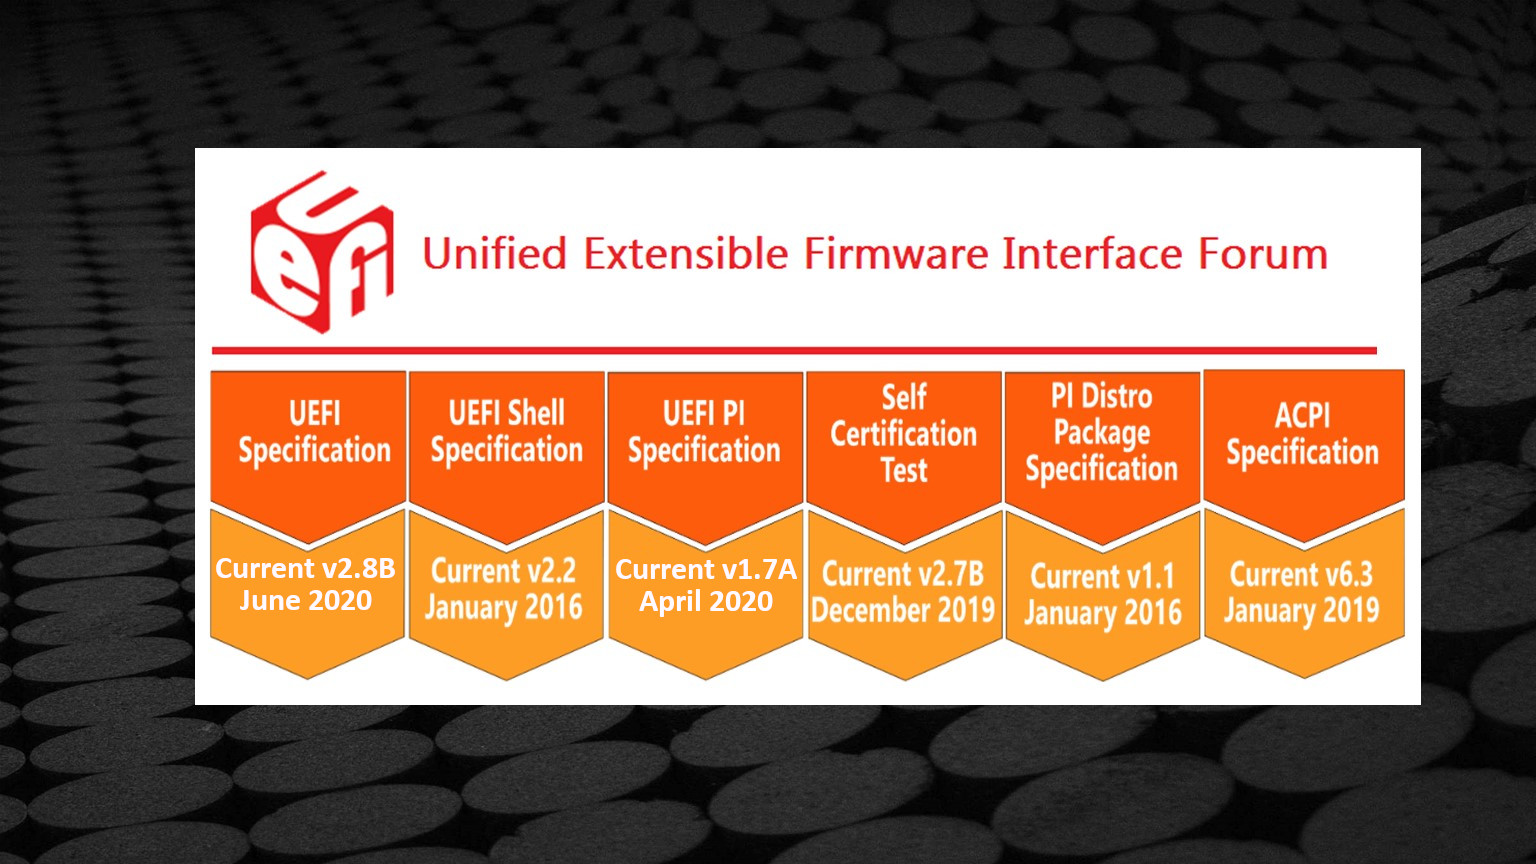 uefi
Unified Extensible Firmware Interface Forum
UEFI
Specification
Current v2.8B
June 2020
UEFI Shell
Specification
Current v2.2
January 2016
UEFI PI
Specification
Current v1.7A
April 2020
Self
Certification
Test
Current v2.7B
December 2019
PI Distro
Package
Specification
Current v1.1
January 2016
ACPI
Specification
Current v6.3
January 2019